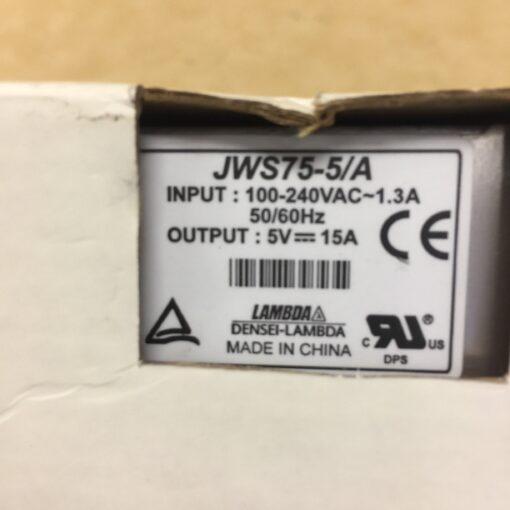 JWS75-5/A
INPUT : 100-240VAC~1.3A
50/60Hz
OUTPUT : 5V⎓ 15A
CE
LAMBDA
DENSEI-LAMBDA
MADE IN CHINA
C RU ® US
DPS